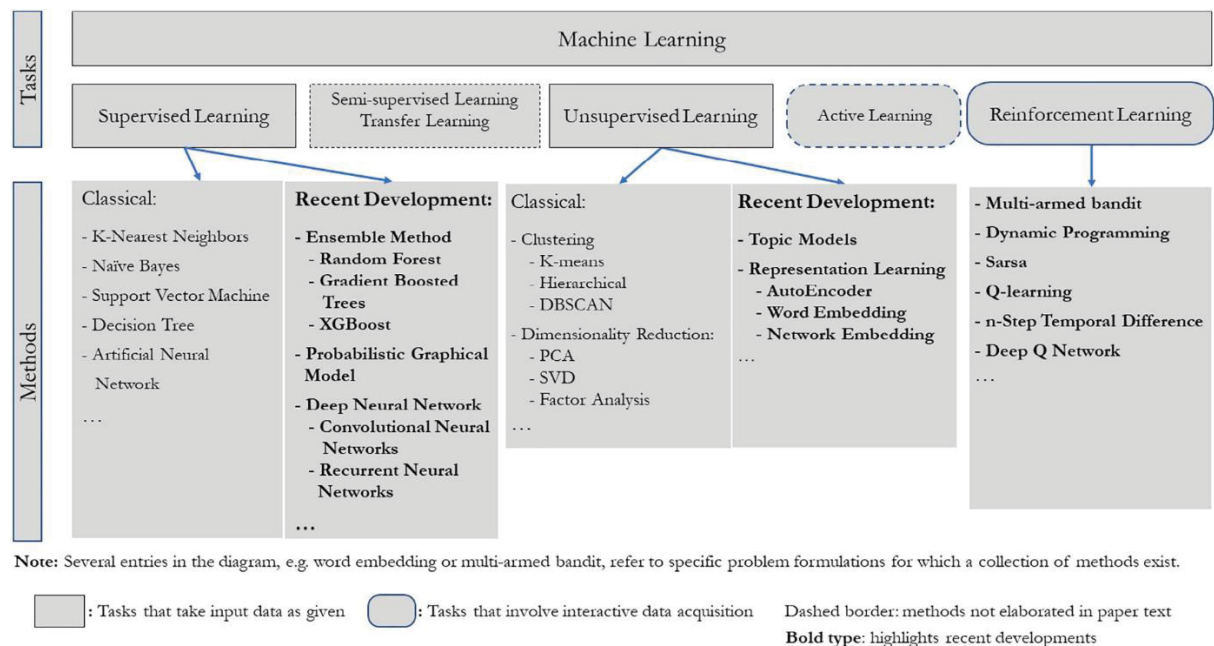 Tasks
Machine Learning
Supervised Learning
Semi-supervised Learning
Transfer Learning
Unsupervised Learning
Active Learning
Reinforcement Learning
Methods
Classical:
- K-Nearest Neighbors
- Naïve Bayes
- Support Vector Machine
- Decision Tree
- Artificial Neural
Network
…
Recent Development:
- Ensemble Method
- Random Forest
- Gradient Boosted
Trees
- XGBoost
- Probabilistic Graphical
Model
- Deep Neural Network
- Convolutional Neural
Networks
- Recurrent Neural
Networks
…
Classical:
- Clustering
- K-means
- Hierarchical
- DBSCAN
- Dimensionality Reduction:
- PCA
- SVD
- Factor Analysis
…
Recent Development:
- Topic Models
- Representation Learning
- AutoEncoder
- Word Embedding
- Network Embedding
…
- Multi-armed bandit
- Dynamic Programming
- Sarsa
- Q-learning
- n-Step Temporal Difference
- Deep Q Network
…
Note: Several entries in the diagram, e.g. word embedding or multi-armed bandit, refer to specific problem formulations for which a collection of methods exist.
: Tasks that take input data as given
: Tasks that involve interactive data acquisition
Dashed border: methods not elaborated in paper text
Bold type: highlights recent developments